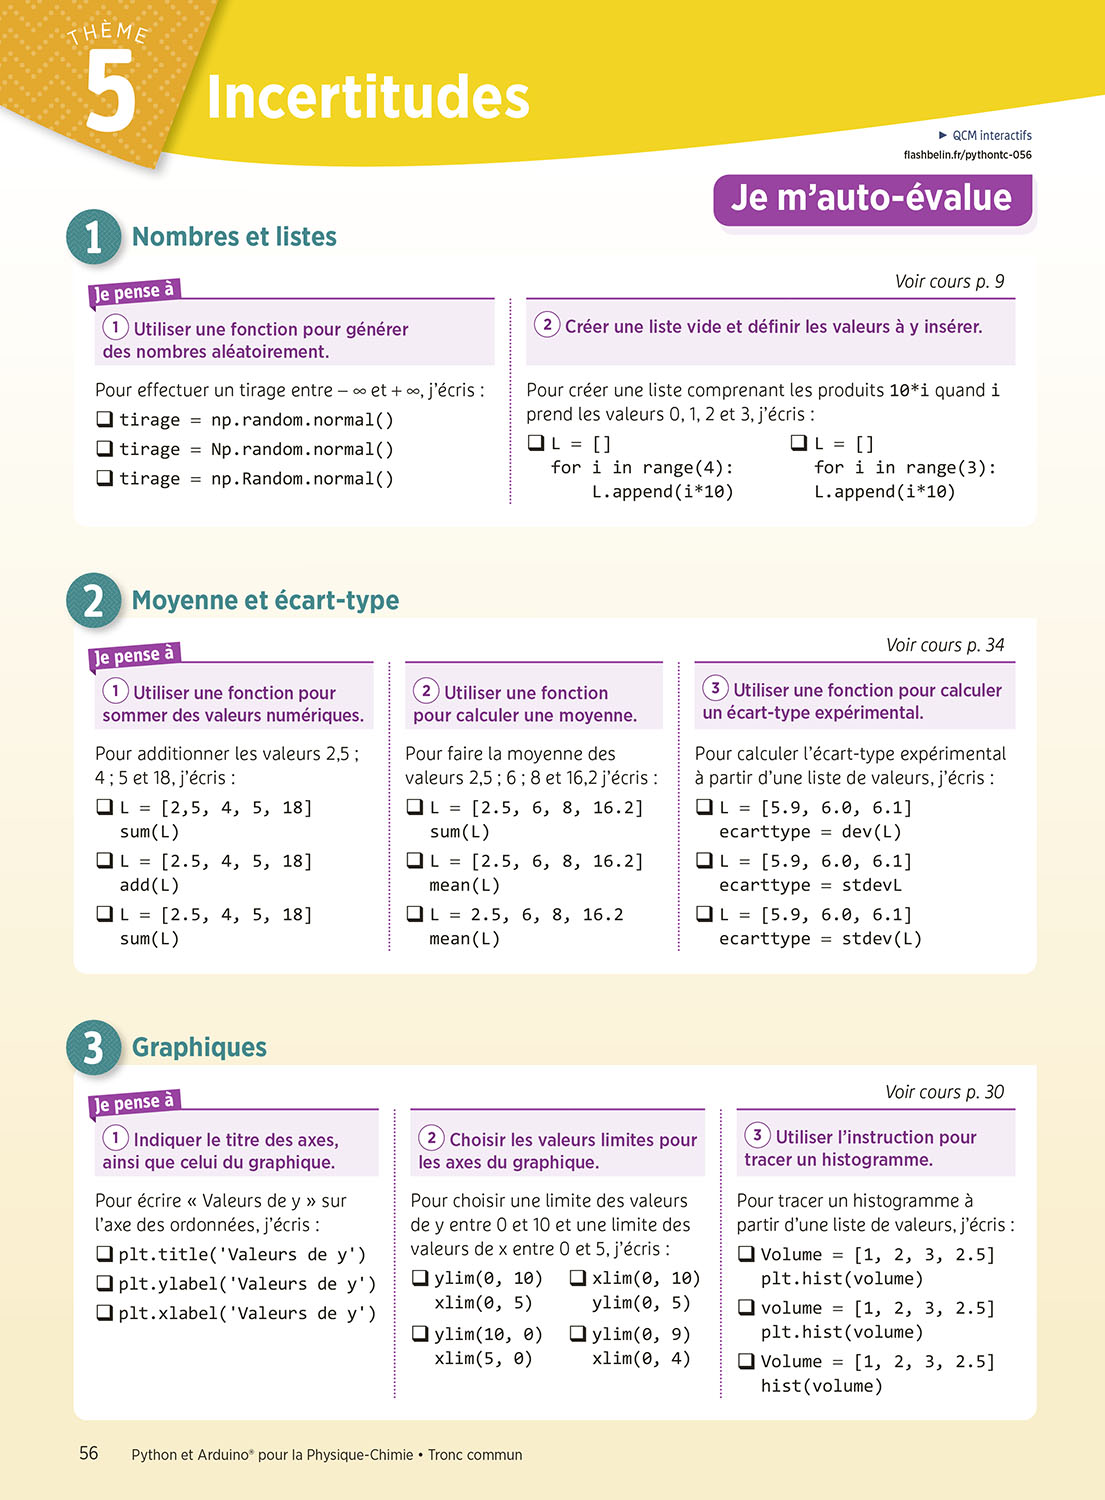 THÈME
5
Incertitudes
► QCM interactifs
flashbelin.fr/pythontc-056
Je m'auto-évalue
1 Nombres et listes
Voir cours p. 9
Je pense à
1 Utiliser une fonction pour générer
des nombres aléatoirement.
Pour effectuer un tirage entre – ∞ et + ∞, j'écris :
❑ tirage = np.random.normal()
❑ tirage = Np.random.normal()
❑ tirage = np.Random.normal()
2 Créer une liste vide et définir les valeurs à y insérer.
Pour créer une liste comprenant les produits 10*i quand i
prend les valeurs 0, 1, 2 et 3, j'écris :
❑ L = []
for i in range(4):
L.append(i*10)
❑ L = []
for i in range(3):
L.append(i*10)
2 Moyenne et écart-type
Voir cours p. 34
Je pense à
1 Utiliser une fonction pour
sommer des valeurs numériques.
Pour additionner les valeurs 2,5 ;
4 ; 5 et 18, j'écris :
❑ L = [2,5, 4, 5, 18]
sum(L)
❑ L = [2.5, 4, 5, 18]
add(L)
❑ L = [2.5, 4, 5, 18]
sum(L)
2 Utiliser une fonction
pour calculer une moyenne.
Pour faire la moyenne des
valeurs 2,5 ; 6 ; 8 et 16,2 j'écris :
❑ L = [2.5, 6, 8, 16.2]
sum(L)
❑ L = [2.5, 6, 8, 16.2]
mean(L)
❑ L = 2.5, 6, 8, 16.2
mean(L)
3 Utiliser une fonction pour calculer
un écart-type expérimental.
Pour calculer l'écart-type expérimental
à partir d'une liste de valeurs, j'écris :
❑ L = [5.9, 6.0, 6.1]
ecarttype = dev(L)
❑ L = [5.9, 6.0, 6.1]
ecarttype = stdevL
❑ L = [5.9, 6.0, 6.1]
ecarttype = stdev(L)
3 Graphiques
Voir cours p. 30
Je pense à
1 Indiquer le titre des axes,
ainsi que celui du graphique.
Pour écrire « Valeurs de y » sur
l'axe des ordonnées, j'écris :
❑ plt.title('Valeurs de y')
❑ plt.ylabel('Valeurs de y')
❑ plt.xlabel('Valeurs de y')
2 Choisir les valeurs limites pour
les axes du graphique.
Pour choisir une limite des valeurs
de y entre 0 et 10 et une limite des
valeurs de x entre 0 et 5, j'écris :
❑ ylim(0, 10)
xlim(0, 5)
❑ xlim(0, 10)
ylim(0, 5)
❑ ylim(10, 0)
xlim(5, 0)
❑ ylim(0, 9)
xlim(0, 4)
3 Utiliser l'instruction pour
tracer un histogramme.
Pour tracer un histogramme à
partir d'une liste de valeurs, j'écris :
❑ Volume = [1, 2, 3, 2.5]
plt.hist(volume)
❑ volume = [1, 2, 3, 2.5]
plt.hist(volume)
❑ Volume = [1, 2, 3, 2.5]
hist(volume)
56 Python et Arduino® pour la Physique-Chimie • Tronc commun